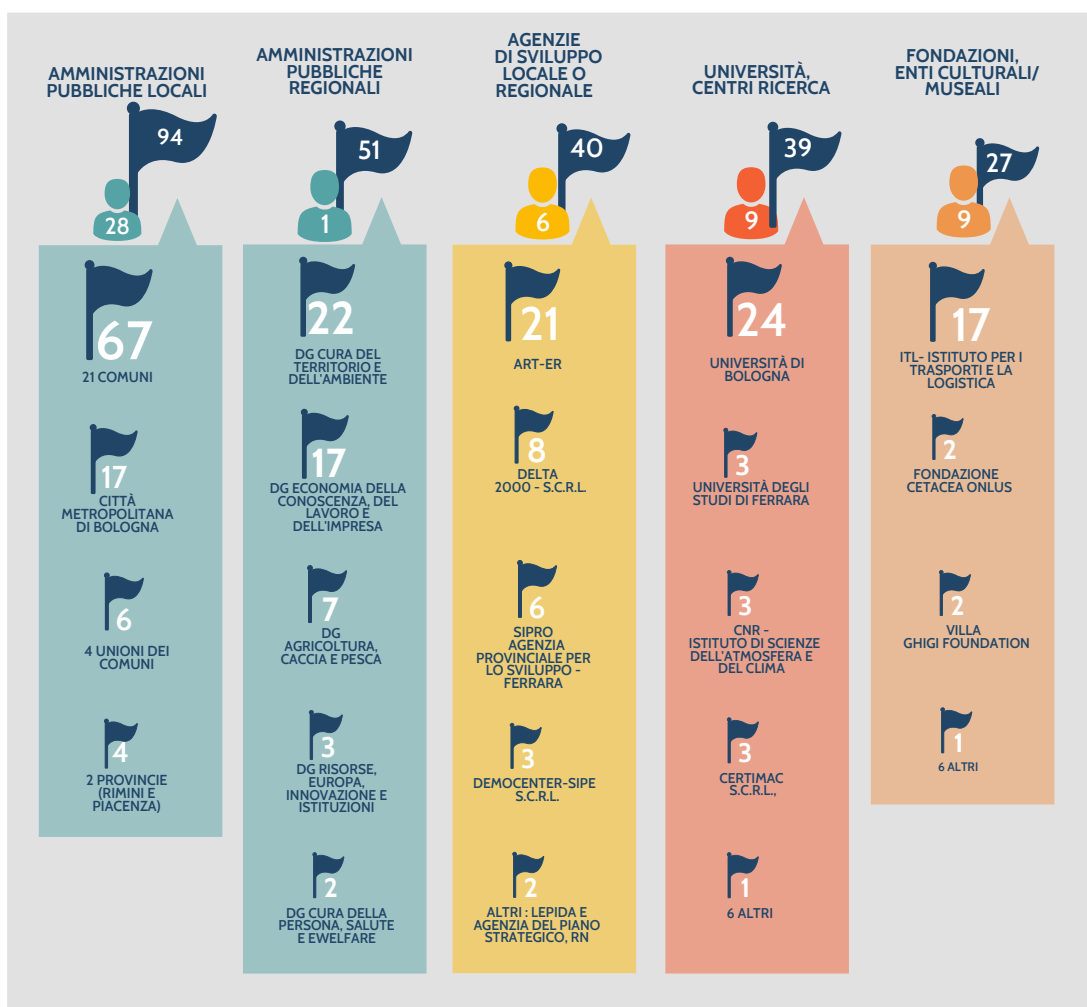 AMMINISTRAZIONI
PUBBLICHE LOCALI
94
28
67
21 COMUNI
17
CITTÀ
METROPOLITANA
DI BOLOGNA
6
4 UNIONI DEI
COMUNI
4
2 PROVINCIE
(RIMINI E
PIACENZA)
AMMINISTRAZIONI
PUBBLICHE
REGIONALI
51
1
22
DG CURA DEL
TERRITORIO E
DELL'AMBIENTE
17
DG ECONOMIA DELLA
CONOSCENZA, DEL
LAVORO E
DELL'IMPRESA
7
DG
AGRICOLTURA,
CACCIA E PESCA
3
DG RISORSE,
EUROPA,
INNOVAZIONE E
ISTITUZIONI
2
DG CURA DELLA
PERSONA, SALUTE
E EWELFARE
AGENZIE
DI SVILUPPO
LOCALE O
REGIONALE
40
6
21
ART-ER
8
DELTA
2000 - S.C.R.L.
6
SIPRO
AGENZIA
PROVINCIALE PER
LO SVILUPPO -
FERRARA
3
DEMOCENTER-SIPE
S.C.R.L.
2
ALTRI : LEPIDA E
AGENZIA DEL PIANO
STRATEGICO, RN
UNIVERSITÀ,
CENTRI RICERCA
39
9
24
UNIVERSITÀ DI
BOLOGNA
3
UNIVERSITÀ DEGLI
STUDI DI FERRARA
3
CNR -
ISTITUTO DI SCIENZE
DELL'ATMOSFERA E
DEL CLIMA
3
CERTIMAC
S.C.R.L.,
1
6 ALTRI
FONDAZIONI,
ENTI CULTURALI/
MUSEALI
27
9
17
ITL- ISTITUTO PER I
TRASPORTI E LA
LOGISTICA
2
FONDAZIONE
CETACEA ONLUS
2
VILLA
GHIGI FOUNDATION
1
6 ALTRI